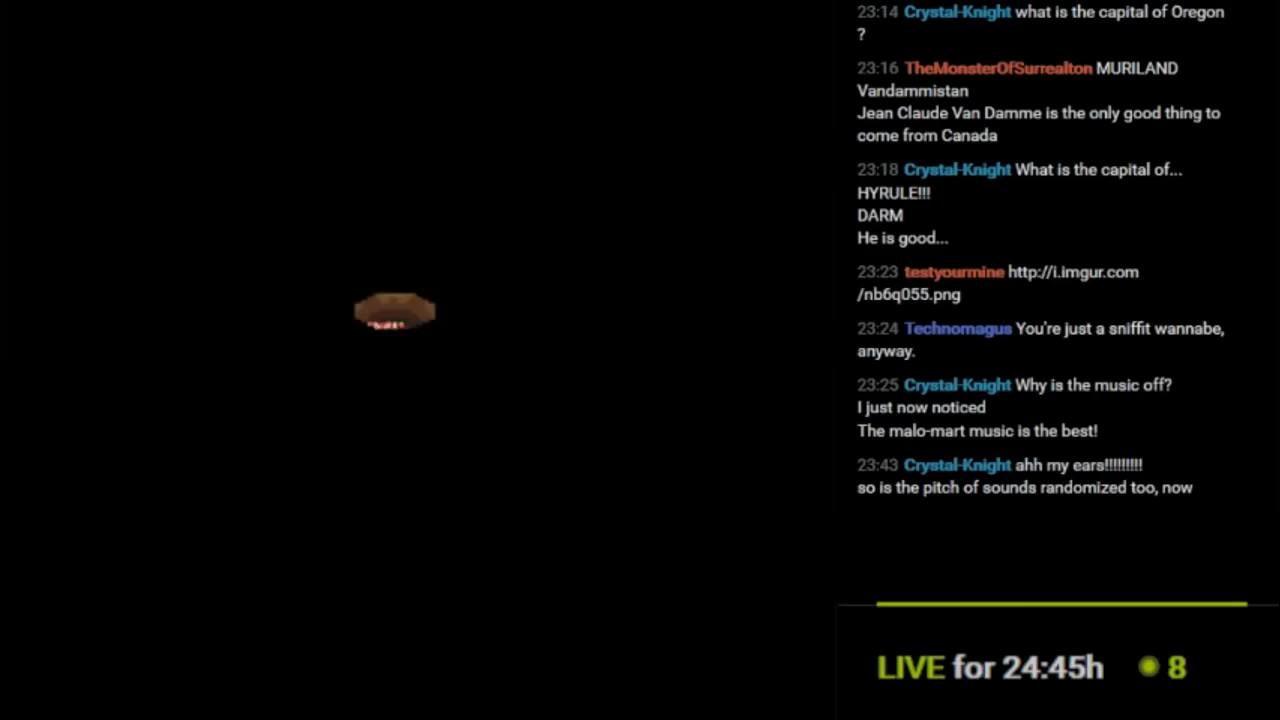 23:14 Crystal-Knight what is the capital of Oregon
?
23:16 TheMonsterOfSurrealton MURILAND
Vandammistan
Jean Claude Van Damme is the only good thing to
come from Canada
23:18 Crystal-Knight What is the capital of...
HYRULE!!!
DARM
He is good...
23:23 testyourmine http://i.imgur.com
/nb6q055.png
23:24 Technomagus You're just a sniffit wannabe,
anyway.
23:25 Crystal-Knight Why is the music off?
I just now noticed
The malo-mart music is the best!
23:43 Crystal-Knight ahh my ears!!!!!!!!!
so is the pitch of sounds randomized too, now
LIVE for 24:45h 8